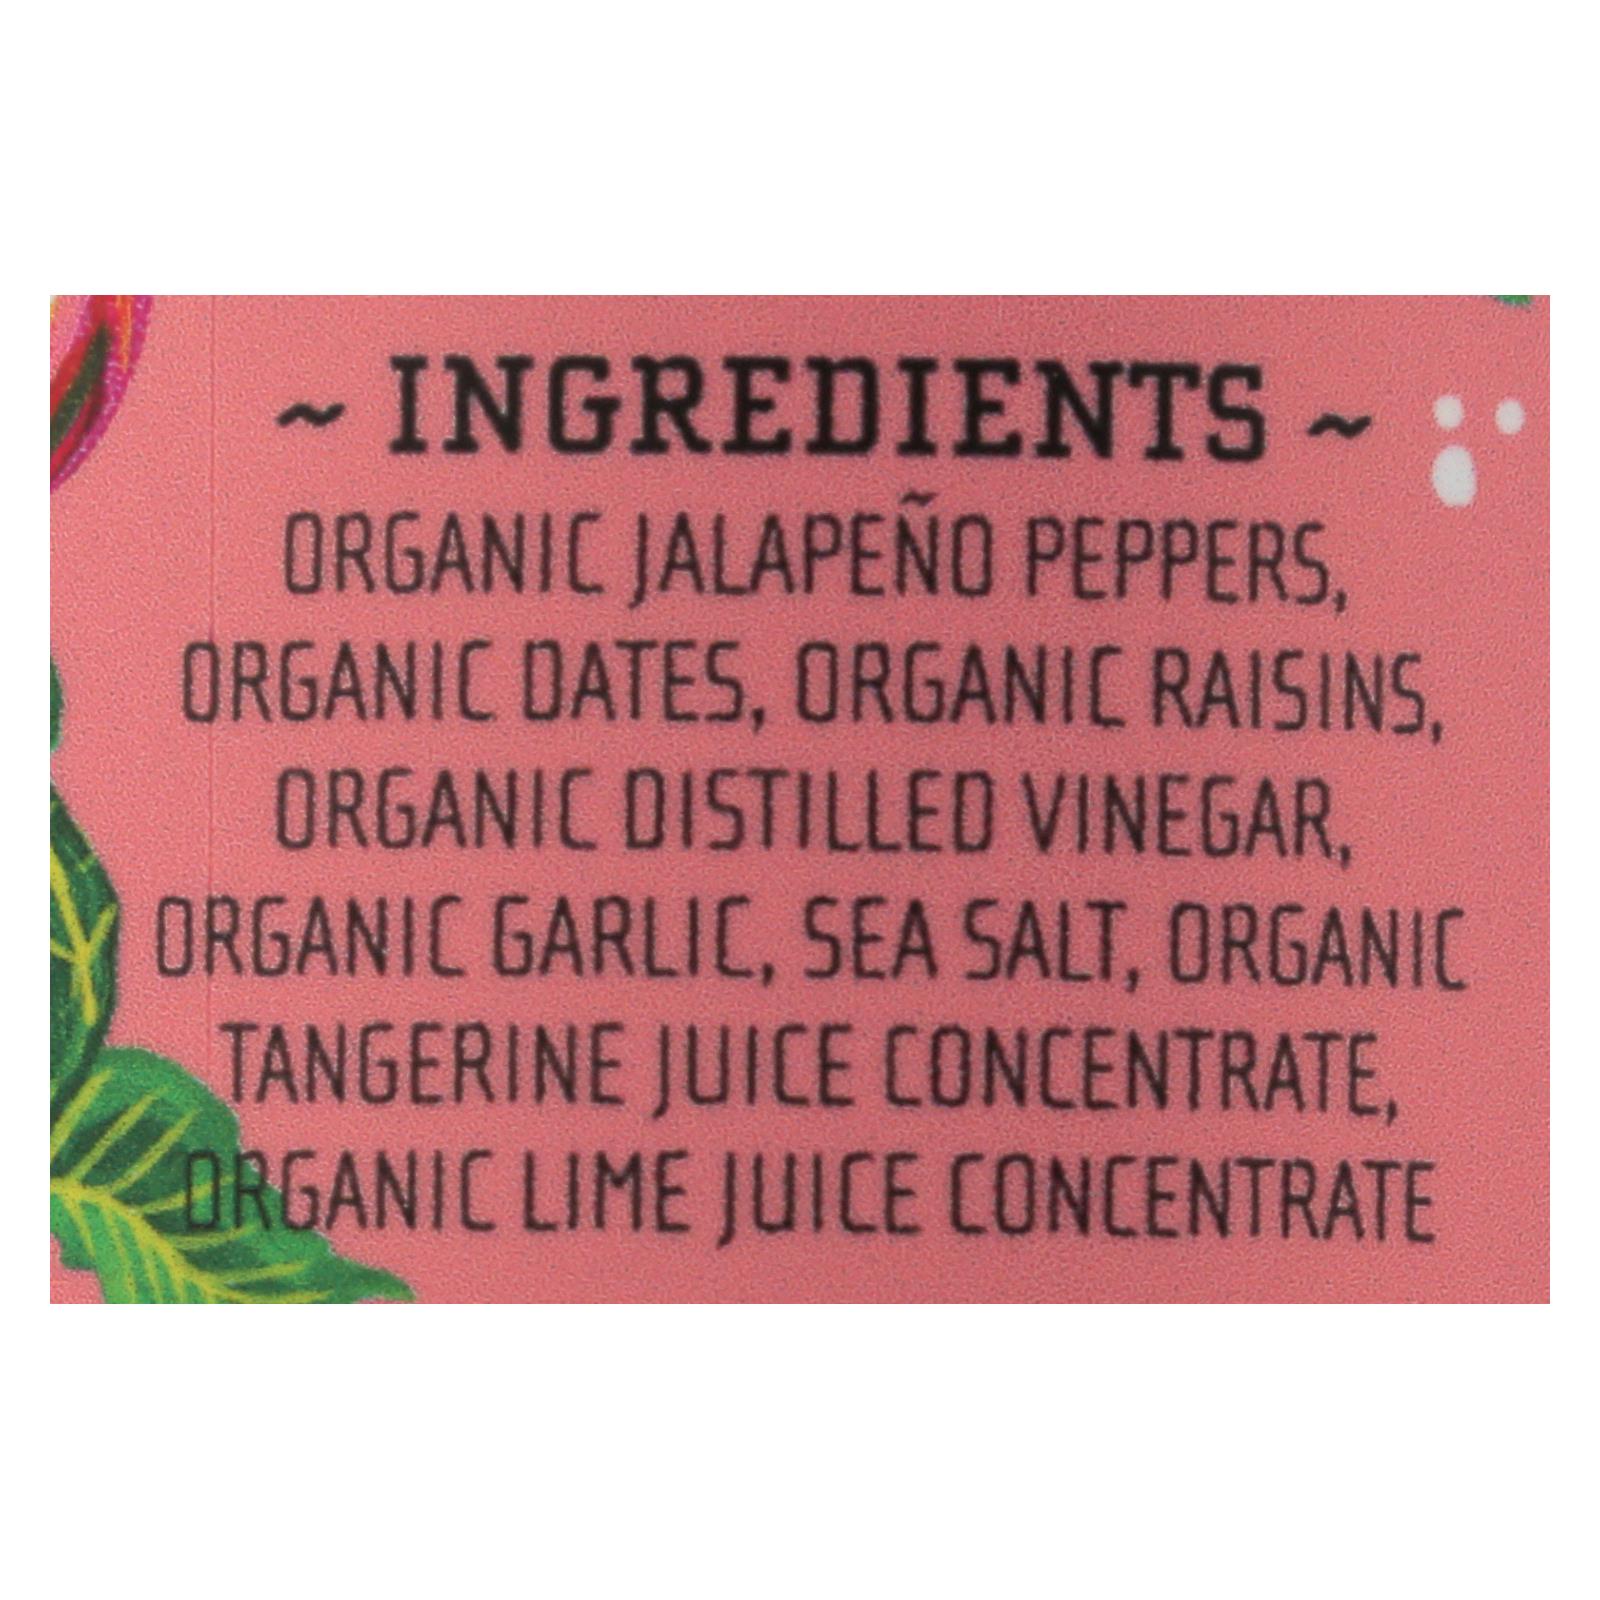 ~ INGREDIENTS ~
ORGANIC JALAPEÑO PEPPERS,
ORGANIC DATES, ORGANIC RAISINS,
ORGANIC DISTILLED VINEGAR,
ORGANIC GARLIC, SEA SALT, ORGANIC
TANGERINE JUICE CONCENTRATE,
ORGANIC LIME JUICE CONCENTRATE